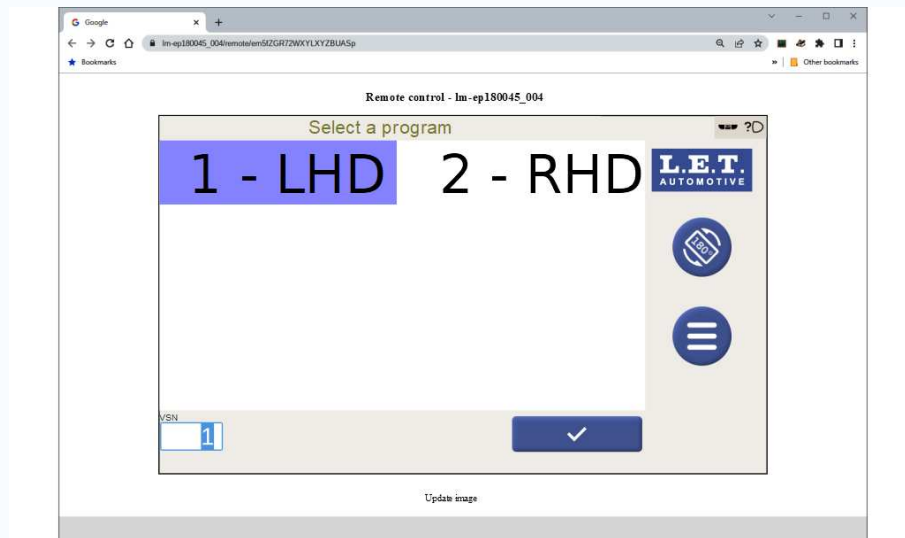 Google
lm-ep180045_004/remote/em5fZGR72WXYLXYZBUASp
Bookmarks
» Other bookmarks
Remote control - lm-ep180045_004
Select a program
?
1 - LHD 2 - RHD
L.E.T.
AUTOMOTIVE
180°
VSN
1
Update image